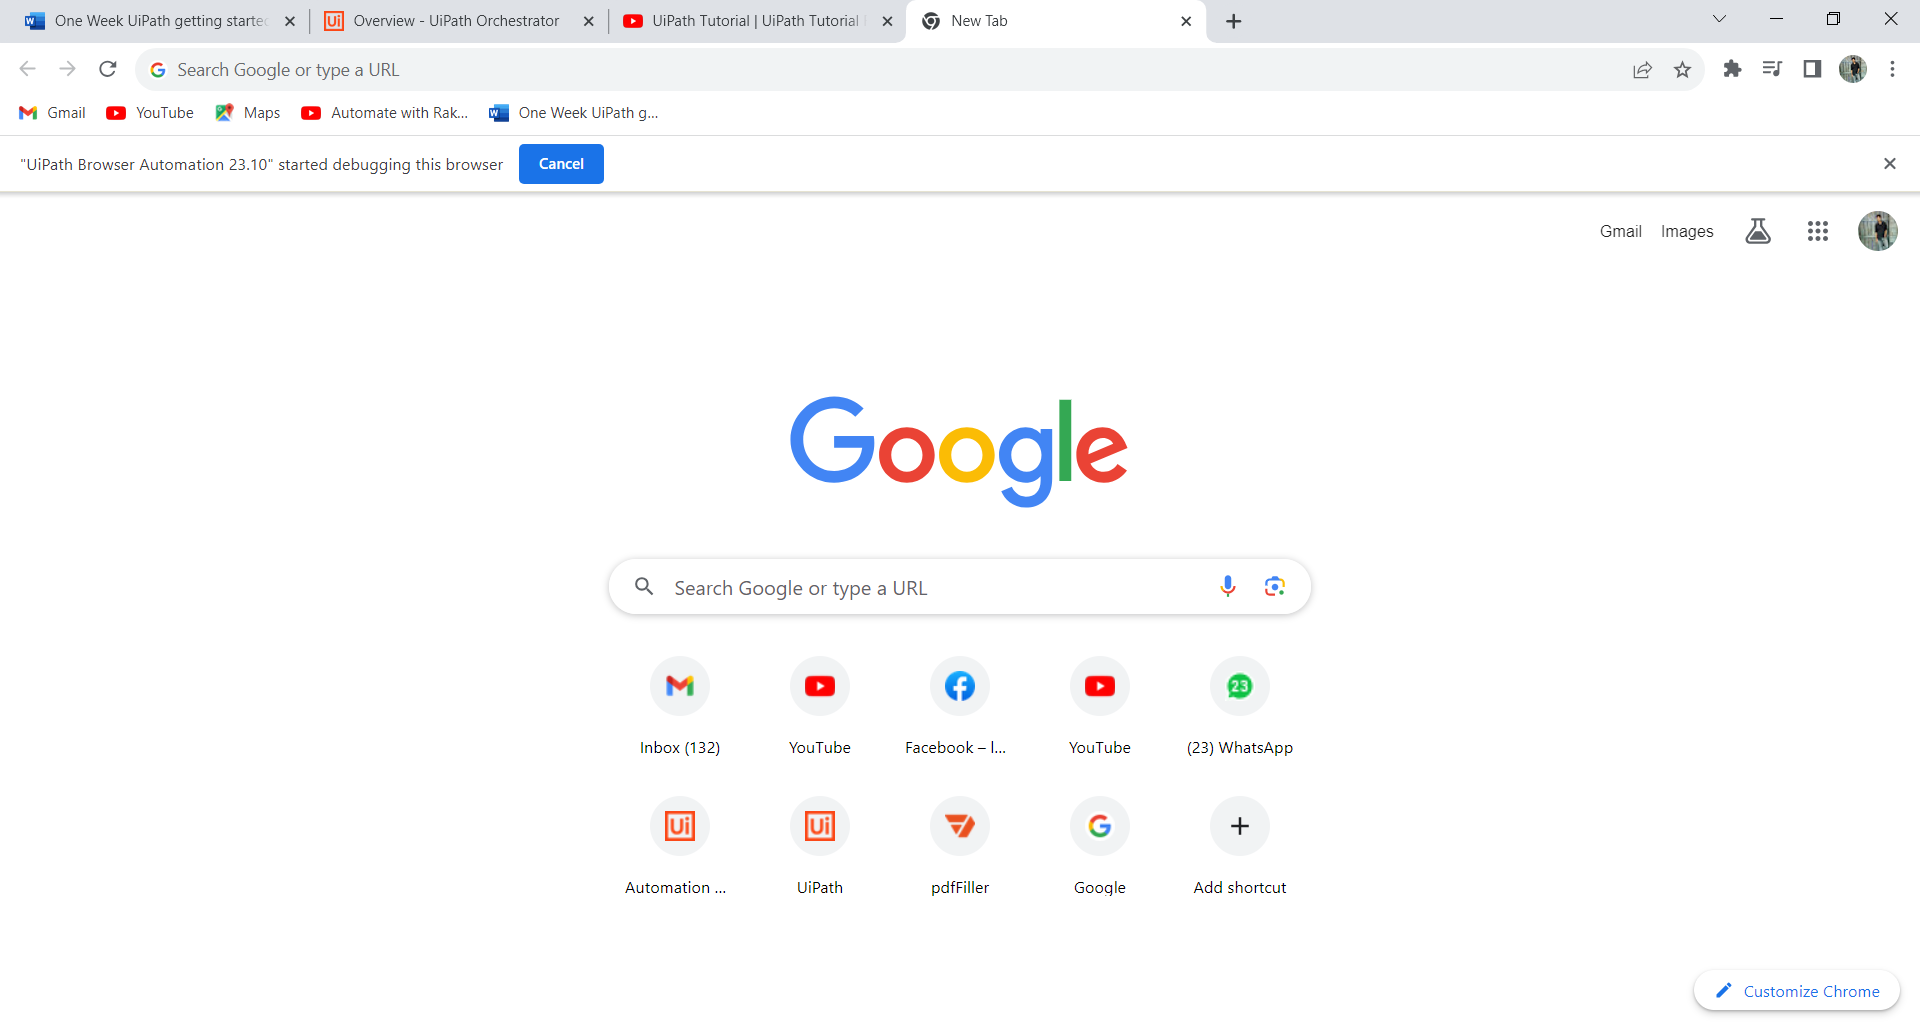 One Week UiPath getting started
Overview - UiPath Orchestrator
UiPath Tutorial | UiPath Tutorial
New Tab
Search Google or type a URL
Gmail
YouTube
Maps
Automate with Rak...
One Week UiPath g...
"UiPath Browser Automation 23.10" started debugging this browser
Cancel
Gmail
Images
Google
Search Google or type a URL
Inbox (132)
YouTube
Facebook – l...
YouTube
23
(23) WhatsApp
Ui
Automation ...
Ui
UiPath
pdfFiller
Google
Add shortcut
Customize Chrome